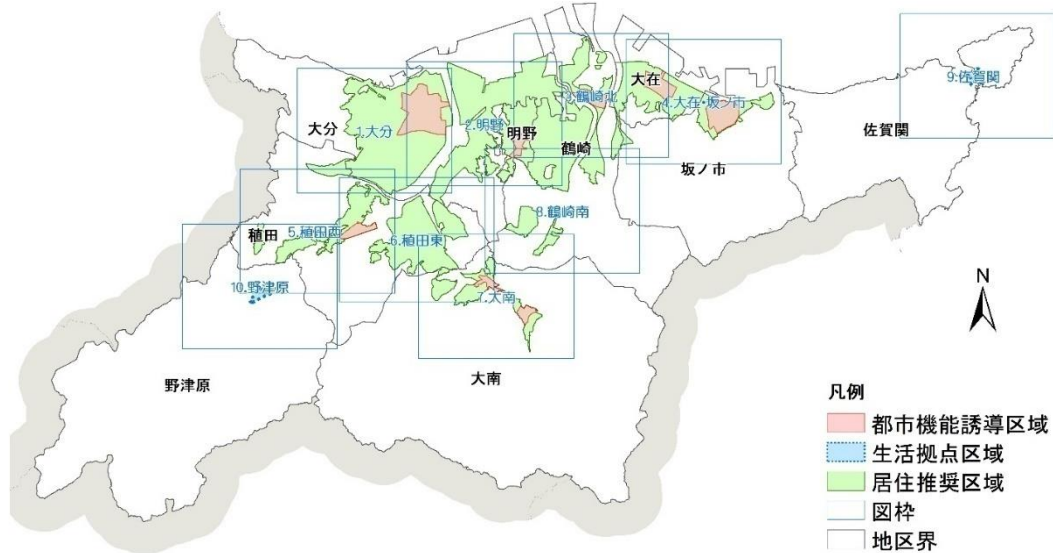 9.佐賀関
大在
3.鶴崎北
4.大在・坂ノ市
大分
1.大分
2.明野
明野
鶴崎
佐賀関
坂ノ市
8.鶴崎南
稙田
5.稙田西
6.稙田東
10.野津原
7.大南
N
野津原
大南
凡例
都市機能誘導区域
生活拠点区域
居住推奨区域
図枠
地区界